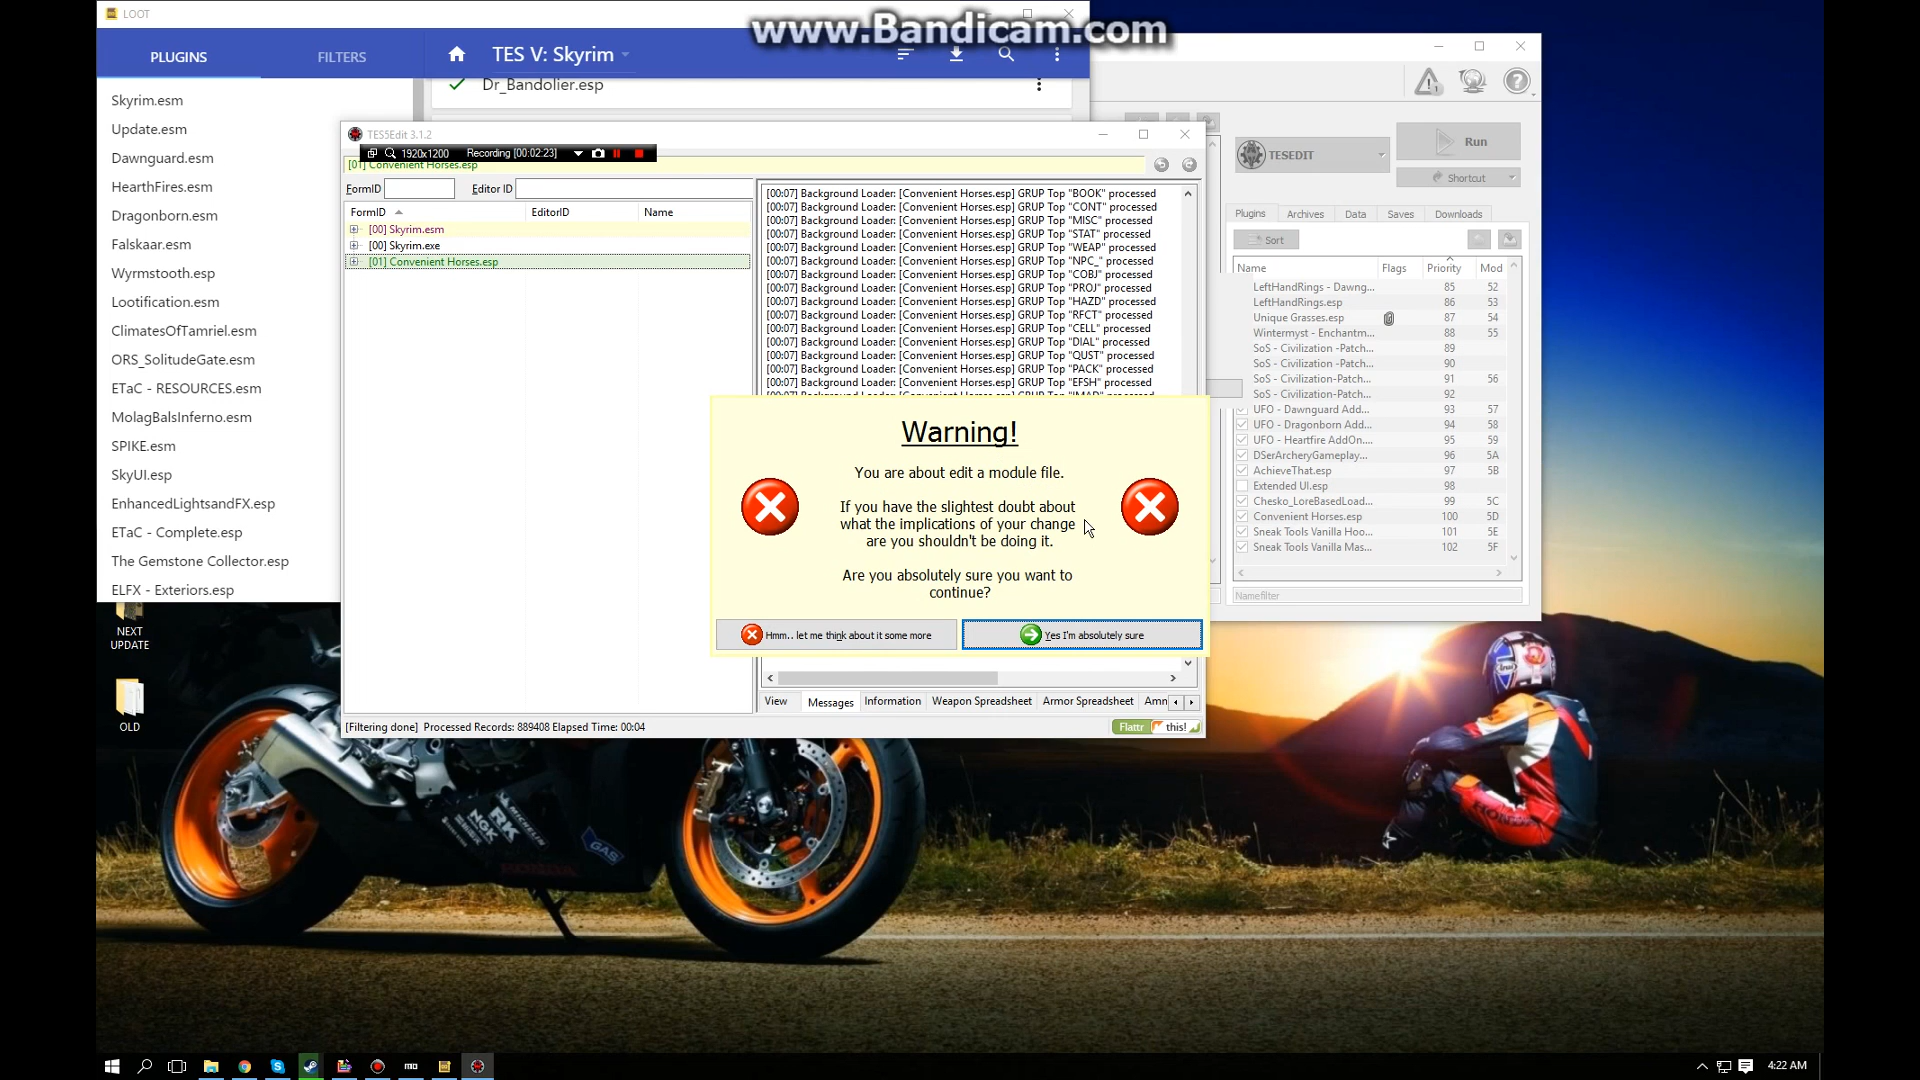 LOOT
www.Bandicam.com
PLUGINS
FILTERS
TES V: Skyrim
Dr_Bandolier.esp
Skyrim.esm
Update.esm
Dawnguard.esm
HearthFires.esm
Dragonborn.esm
Falskaar.esm
Wyrmstooth.esp
Lootification.esm
ClimatesOfTamriel.esm
ORS_SolitudeGate.esm
ETaC - RESOURCES.esm
MolagBalsInferno.esm
SPIKE.esm
SkyUI.esp
EnhancedLightsandFX.esp
ETaC - Complete.esp
The Gemstone Collector.esp
ELFX - Exteriors.esp
TES5Edit 3.1.2
1920x1200 Recording [00:02:23]
[01] Convenient Horses.esp
FormID
Editor ID
FormID EditorID Name
[00] Skyrim.esm
[00] Skyrim.exe
[01] Convenient Horses.esp
[00:07] Background Loader: [Convenient Horses.esp] GRUP Top "BOOK" processed
[00:07] Background Loader: [Convenient Horses.esp] GRUP Top "CONT" processed
[00:07] Background Loader: [Convenient Horses.esp] GRUP Top "MISC" processed
[00:07] Background Loader: [Convenient Horses.esp] GRUP Top "STAT" processed
[00:07] Background Loader: [Convenient Horses.esp] GRUP Top "WEAP" processed
[00:07] Background Loader: [Convenient Horses.esp] GRUP Top "NPC_" processed
[00:07] Background Loader: [Convenient Horses.esp] GRUP Top "COBJ" processed
[00:07] Background Loader: [Convenient Horses.esp] GRUP Top "PROJ" processed
[00:07] Background Loader: [Convenient Horses.esp] GRUP Top "HAZD" processed
[00:07] Background Loader: [Convenient Horses.esp] GRUP Top "RFCT" processed
[00:07] Background Loader: [Convenient Horses.esp] GRUP Top "CELL" processed
[00:07] Background Loader: [Convenient Horses.esp] GRUP Top "DIAL" processed
[00:07] Background Loader: [Convenient Horses.esp] GRUP Top "QUST" processed
[00:07] Background Loader: [Convenient Horses.esp] GRUP Top "PACK" processed
[00:07] Background Loader: [Convenient Horses.esp] GRUP Top "EFSH" processed
Warning!
You are about edit a module file.
If you have the slightest doubt about
what the implications of your change
are you shouldn't be doing it.
Are you absolutely sure you want to
continue?
Hmm.. let me think about it some more
Yes I'm absolutely sure
View Messages Information Weapon Spreadsheet Armor Spreadsheet Amn
[Filtering done] Processed Records: 889408 Elapsed Time: 00:04
Flattr this!
TESEDIT
Run
Shortcut
Plugins Archives Data Saves Downloads
Sort
Name Flags Priority Mod
LeftHandRings - Dawng... 85 52
LeftHandRings.esp 86 53
Unique Grasses.esp 87 54
Wintermyst - Enchantm... 88 55
SoS - Civilization -Patch... 89
SoS - Civilization -Patch... 90
SoS - Civilization-Patch... 91 56
SoS - Civilization-Patch... 92
UFO - Dawnguard Add... 93 57
UFO - Dragonborn Add... 94 58
UFO - Heartfire AddOn.... 95 59
DSerArcheryGameplay... 96 5A
AchieveThat.esp 97 5B
Extended UI.esp 98
Chesko_LoreBasedLoad... 99 5C
Convenient Horses.esp 100 5D
Sneak Tools Vanilla Hoo... 101 5E
Sneak Tools Vanilla Mas... 102 5F
Namefilter
NEXT
UPDATE
OLD
NGK
RK
GAS
HONDA
4:22 AM